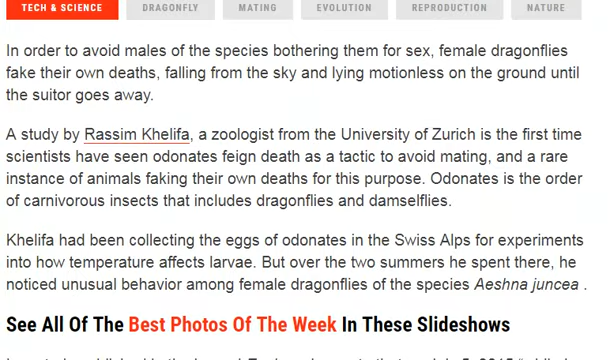 TECH & SCIENCE DRAGONFLY MATING EVOLUTION REPRODUCTION NATURE
In order to avoid males of the species bothering them for sex, female dragonflies
fake their own deaths, falling from the sky and lying motionless on the ground until
the suitor goes away.
A study by Rassim Khelifa, a zoologist from the University of Zurich is the first time
scientists have seen odonates feign death as a tactic to avoid mating, and a rare
instance of animals faking their own deaths for this purpose. Odonates is the order
of carnivorous insects that includes dragonflies and damselflies.
Khelifa had been collecting the eggs of odonates in the Swiss Alps for experiments
into how temperature affects larvae. But over the two summers he spent there, he
noticed unusual behavior among female dragonflies of the species Aeshna juncea .
See All Of The Best Photos Of The Week In These Slideshows